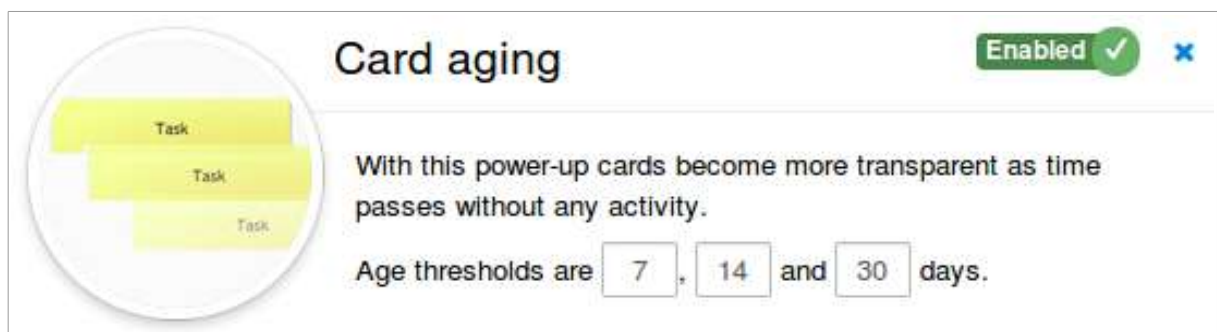 Card aging
Enabled
Task
Task
Task
With this power-up cards become more transparent as time
passes without any activity.
Age thresholds are 7 , 14 and 30 days.